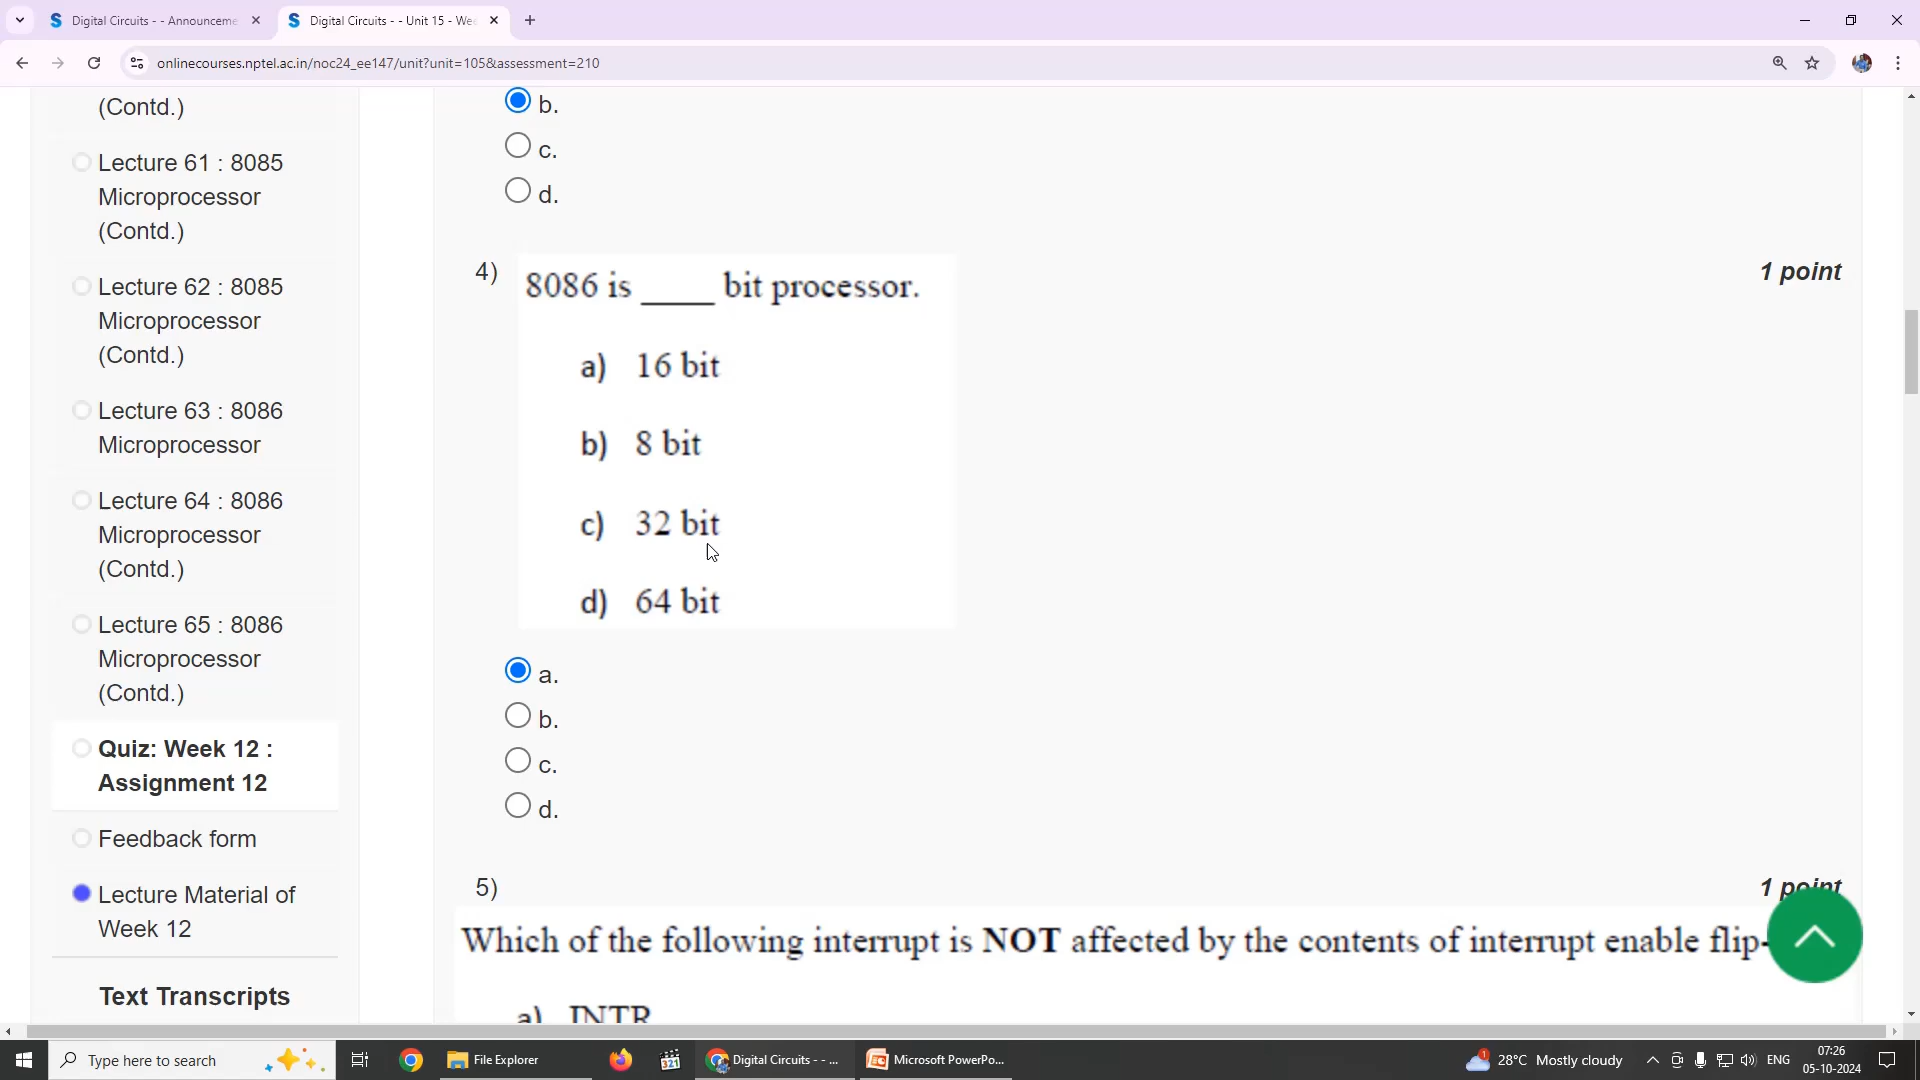 Digital Circuits - - Announceme
Digital Circuits - - Unit 15 - Wee
onlinecourses.nptel.ac.in/noc24_ee147/unit?unit=105&assessment=210
(Contd.)
Lecture 61 : 8085
Microprocessor
(Contd.)
Lecture 62 : 8085
Microprocessor
(Contd.)
Lecture 63 : 8086
Microprocessor
Lecture 64 : 8086
Microprocessor
(Contd.)
Lecture 65 : 8086
Microprocessor
(Contd.)
Quiz: Week 12 :
Assignment 12
Feedback form
Lecture Material of
Week 12
Text Transcripts
b.
c.
d.
4) 8086 is ____ bit processor. 1 point
a) 16 bit
b) 8 bit
c) 32 bit
d) 64 bit
a.
b.
c.
d.
5) 1 point
Which of the following interrupt is NOT affected by the contents of interrupt enable flip-
a) INTR
Type here to search
321
File Explorer
Digital Circuits - - ...
Microsoft PowerPo...
1
28°C Mostly cloudy
ENG
07:26
05-10-2024